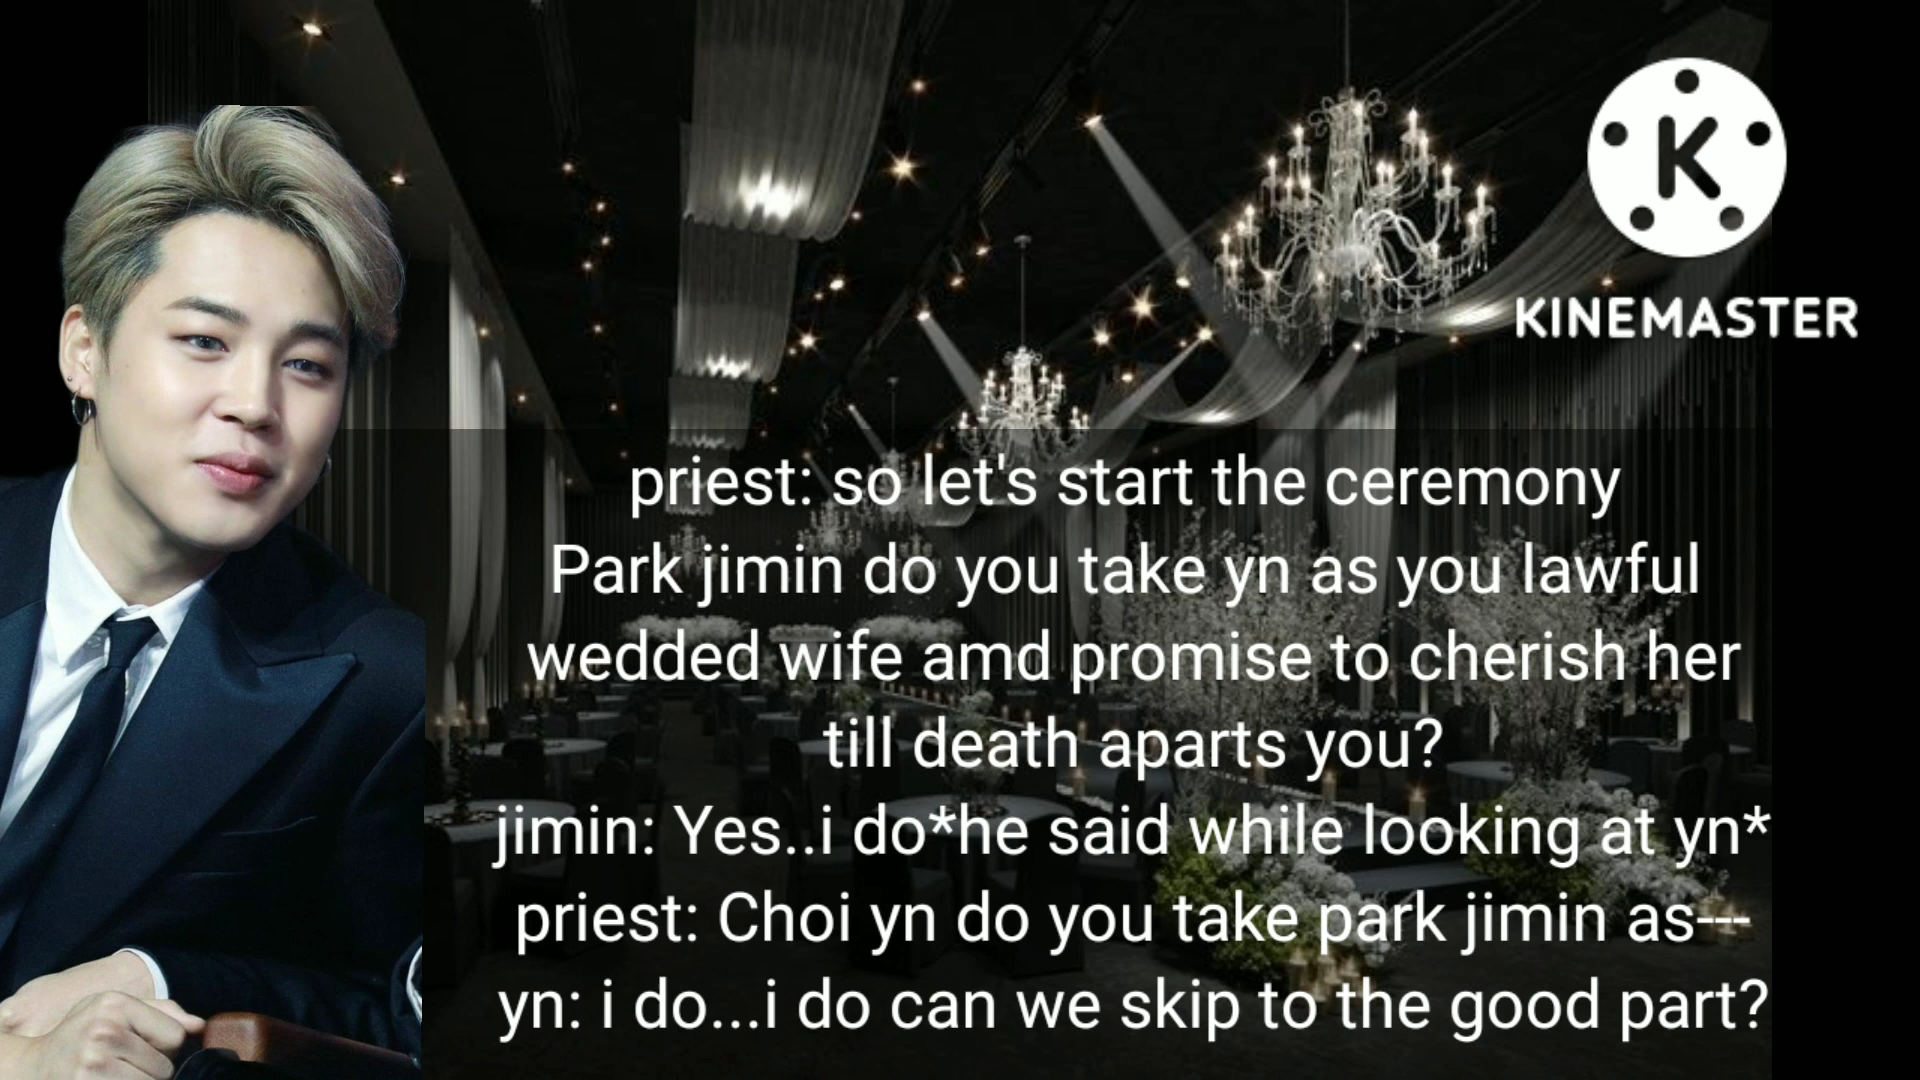 K
KINEMASTER
priest: so let's start the ceremony
Park jimin do you take yn as you lawful
wedded wife amd promise to cherish her
till death aparts you?
jimin: Yes..i do*he said while looking at yn*
priest: Choi yn do you take park jimin as---
yn: i do...i do can we skip to the good part?